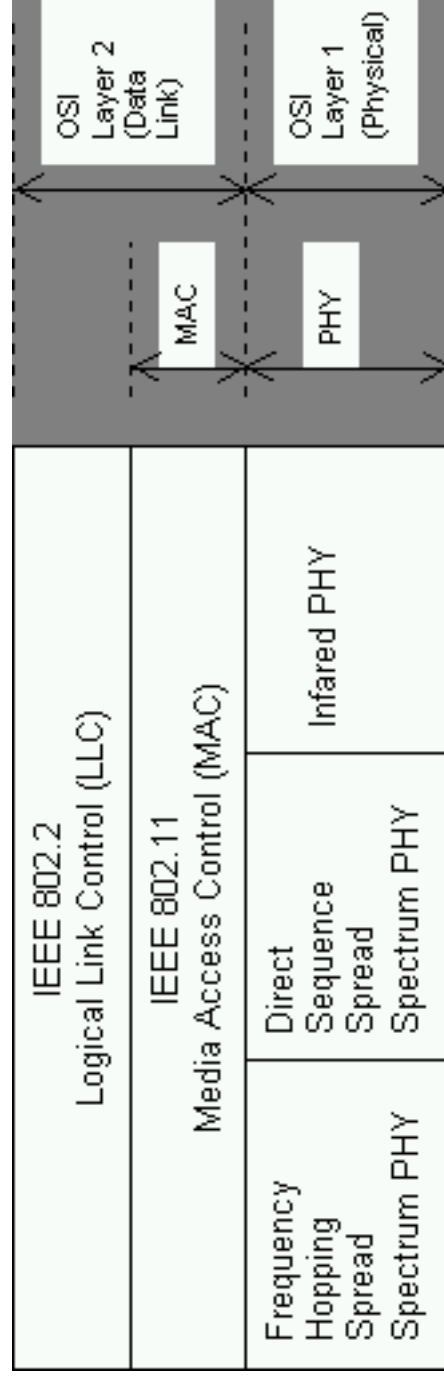 IEEE 802.2
Logical Link Control (LLC)
OSI
Layer 2
(Data
Link)
IEEE 802.11
Media Access Control (MAC)
MAC
Frequency
Hopping
Spread
Spectrum PHY
Direct
Sequence
Spread
Spectrum PHY
Infared PHY
PHY
OSI
Layer 1
(Physical)